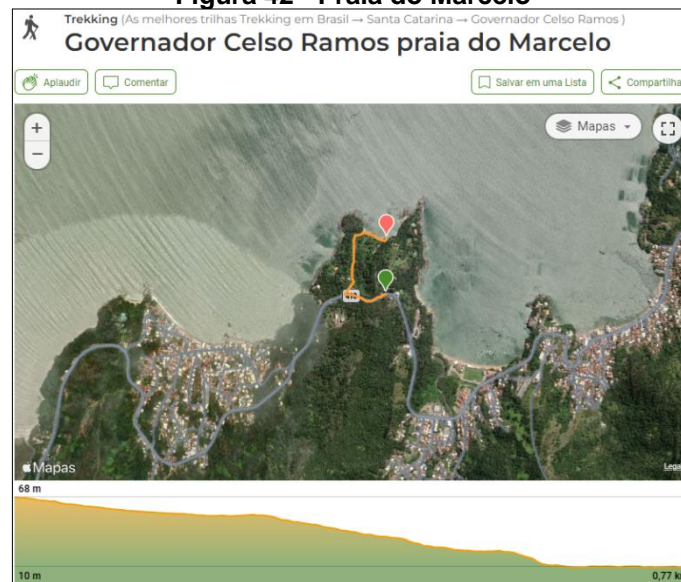 Figura 42 - Praia do Marcelo
Trekking (As melhores trilhas Trekking em Brasil → Santa Catarina → Governador Celso Ramos )
Governador Celso Ramos praia do Marcelo
Aplaudir
Comentar
Salvar em uma Lista
Compartilha
+
−
Mapas
Mapas
Legal
68 m
10 m
0,77 k